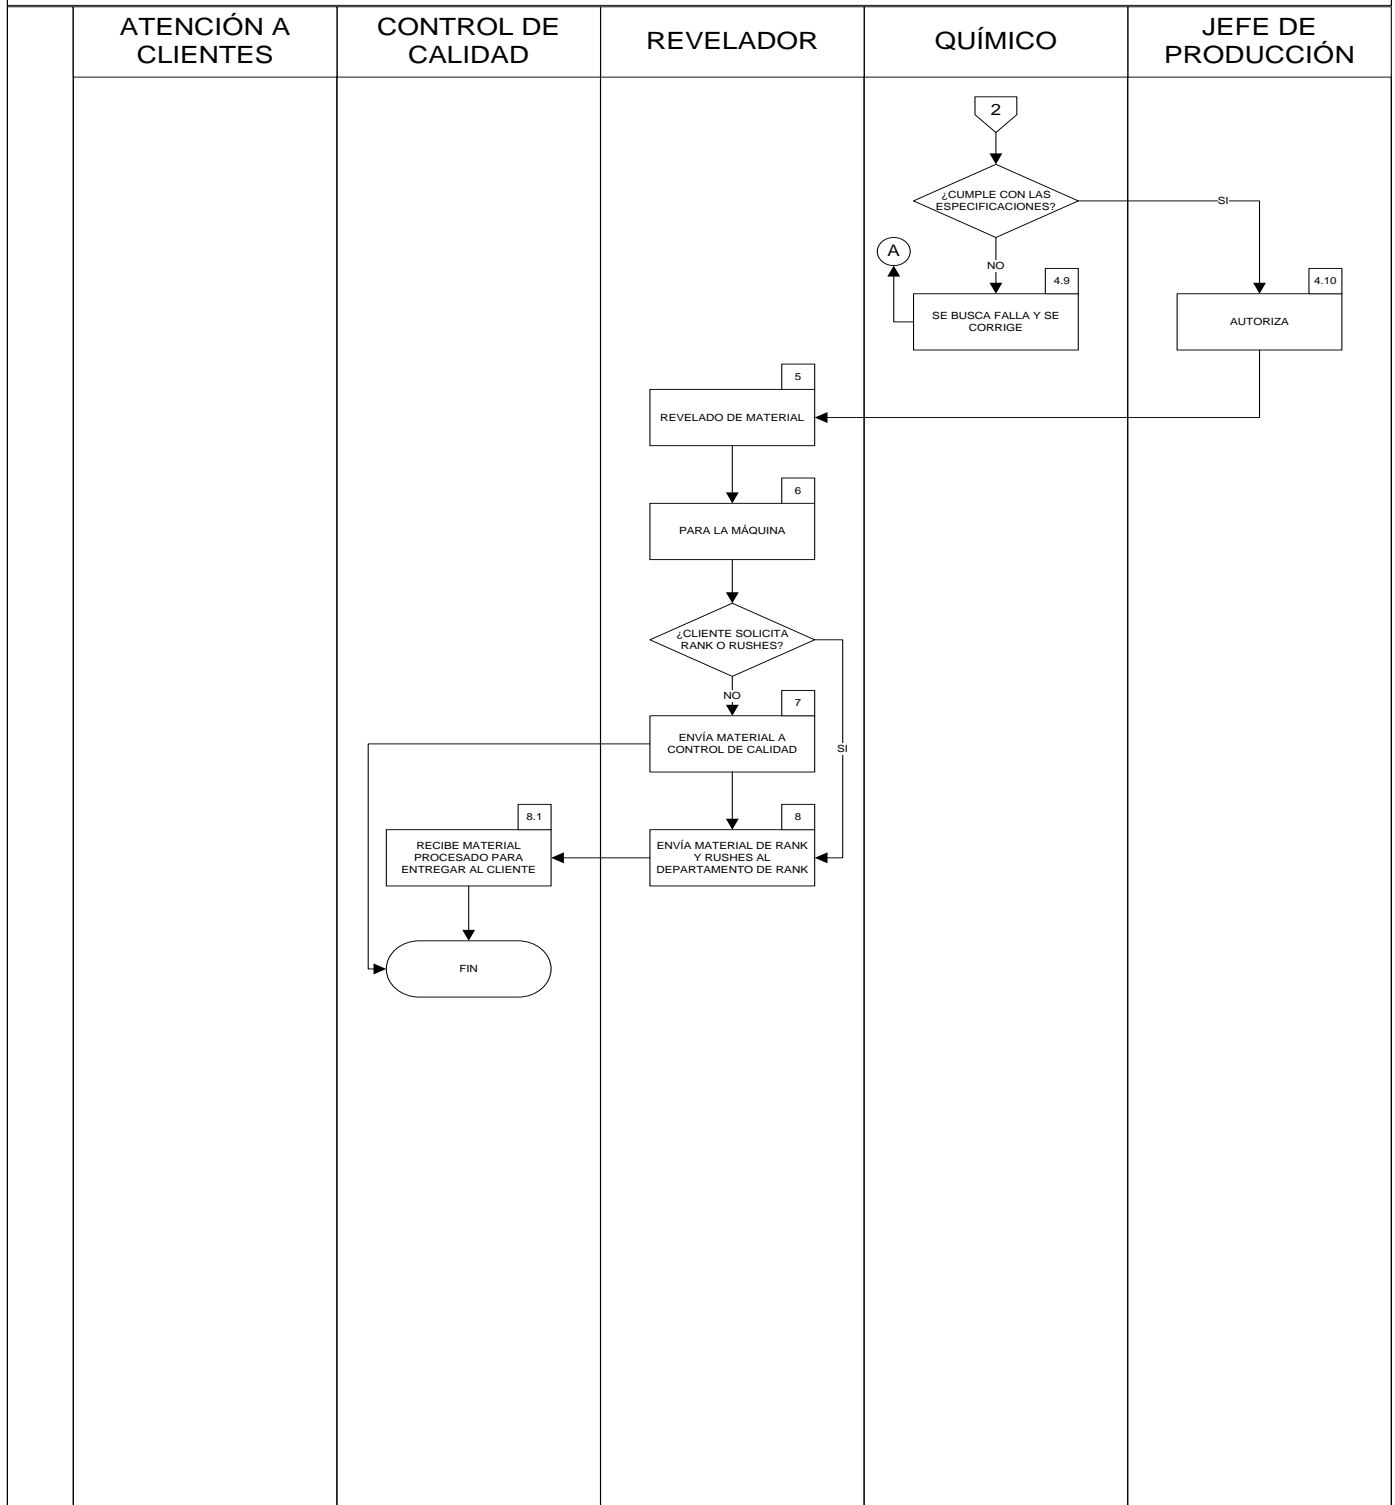 ATENCIÓN A
CLIENTES
CONTROL DE
CALIDAD
REVELADOR
QUÍMICO
JEFE DE
PRODUCCIÓN
2
¿CUMPLE CON LAS
ESPECIFICACIONES?
SI
A
NO
4.9
SE BUSCA FALLA Y SE
CORRIGE
4.10
AUTORIZA
5
REVELADO DE MATERIAL
6
PARA LA MÁQUINA
¿CLIENTE SOLICITA
RANK O RUSHES?
NO
7
ENVÍA MATERIAL A
CONTROL DE CALIDAD
SI
8.1
RECIBE MATERIAL
PROCESADO PARA
ENTREGAR AL CLIENTE
8
ENVÍA MATERIAL DE RANK
Y RUSHES AL
DEPARTAMENTO DE RANK
FIN